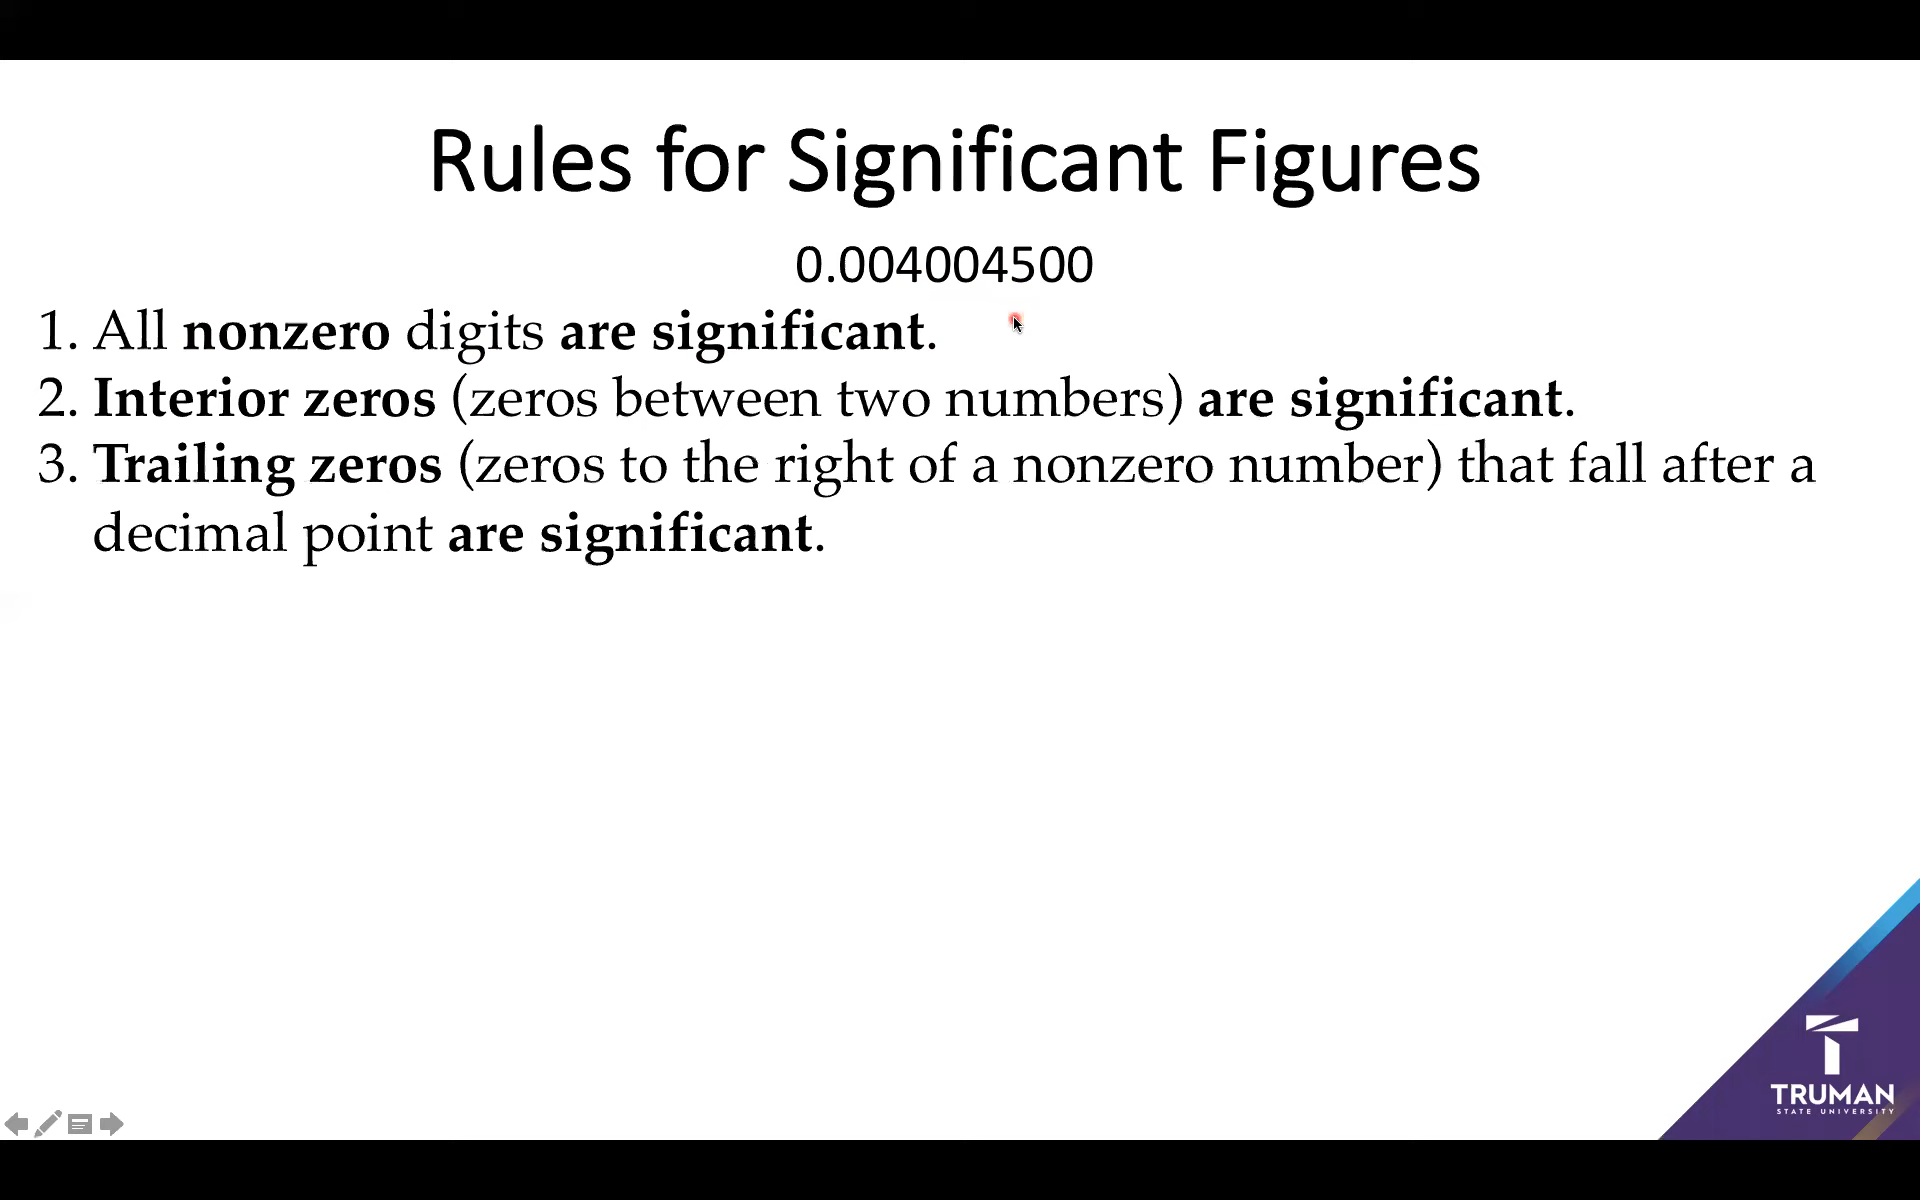 Rules for Significant Figures
0.004004500
1. All nonzero digits are significant.
2. Interior zeros (zeros between two numbers) are significant.
3. Trailing zeros (zeros to the right of a nonzero number) that fall after a
decimal point are significant.
TRUMAN
STATE UNIVERSITY